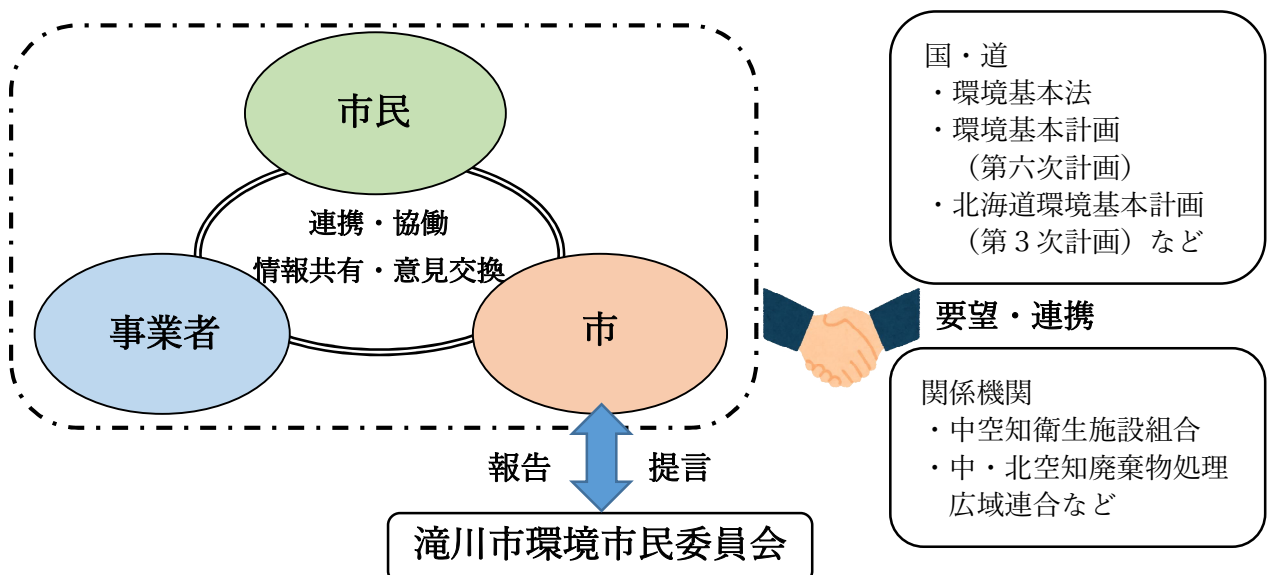 市民
連携・協働
情報共有・意見交換
事業者
市
報告
提言
滝川市環境市民委員会
国・道
・環境基本法
・環境基本計画
（第六次計画）
・北海道環境基本計画
（第３次計画）など
要望・連携
関係機関
・中空知衛生施設組合
・中・北空知廃棄物処理
広域連合など